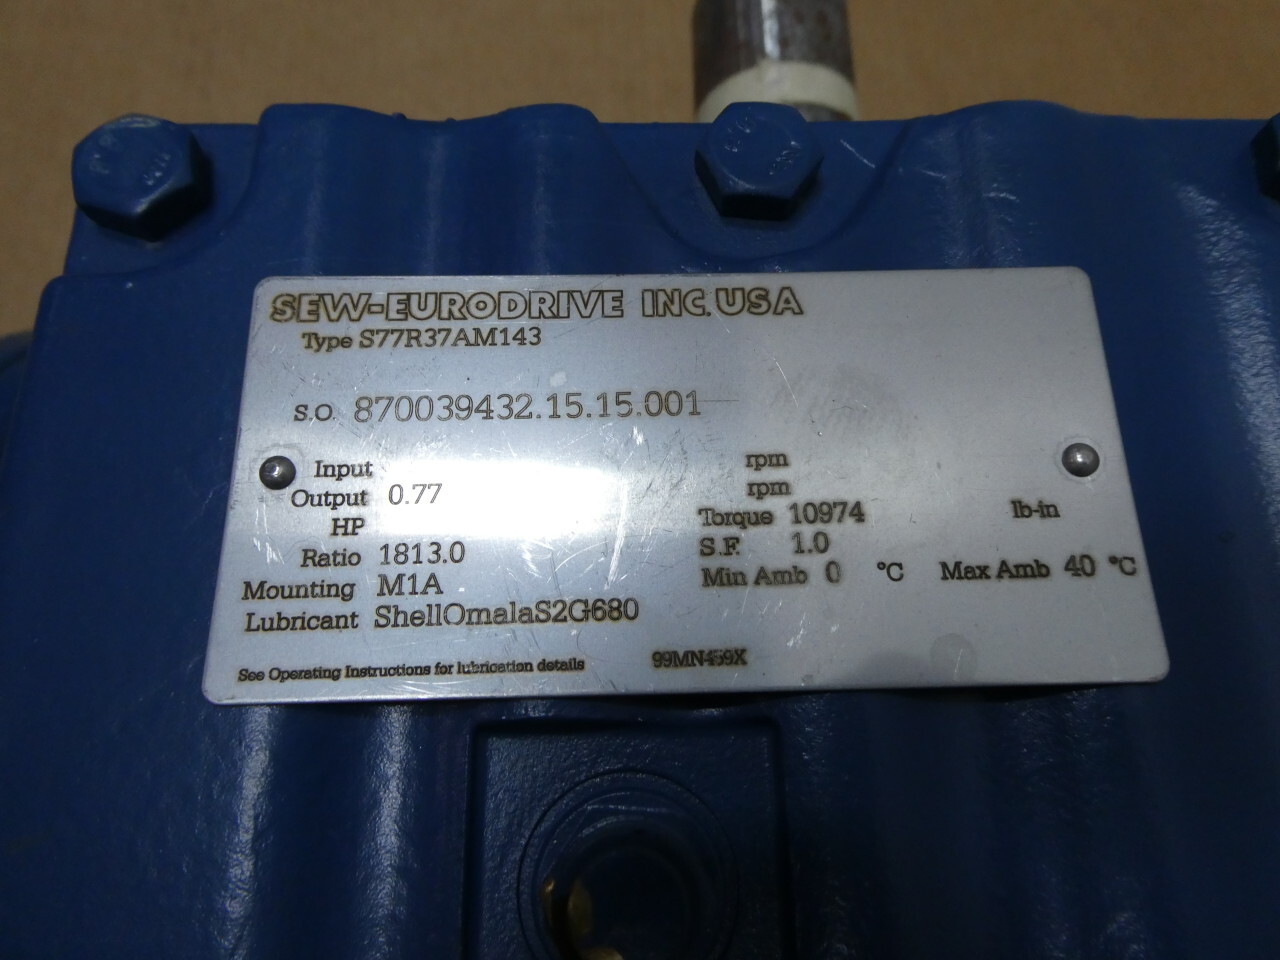 SEW-EURODRIVE INC. USA
Type S77R37AM143
S.O. 870039432.15.15.001
Input rpm
Output 0.77 rpm
HP Torque 10974 lb-in
Ratio 1813.0 S.F. 1.0
Mounting M1A Min Amb 0 °C Max Amb 40 °C
Lubricant ShellOmalaS2G680
See Operating Instructions for lubrication details 99MN459X